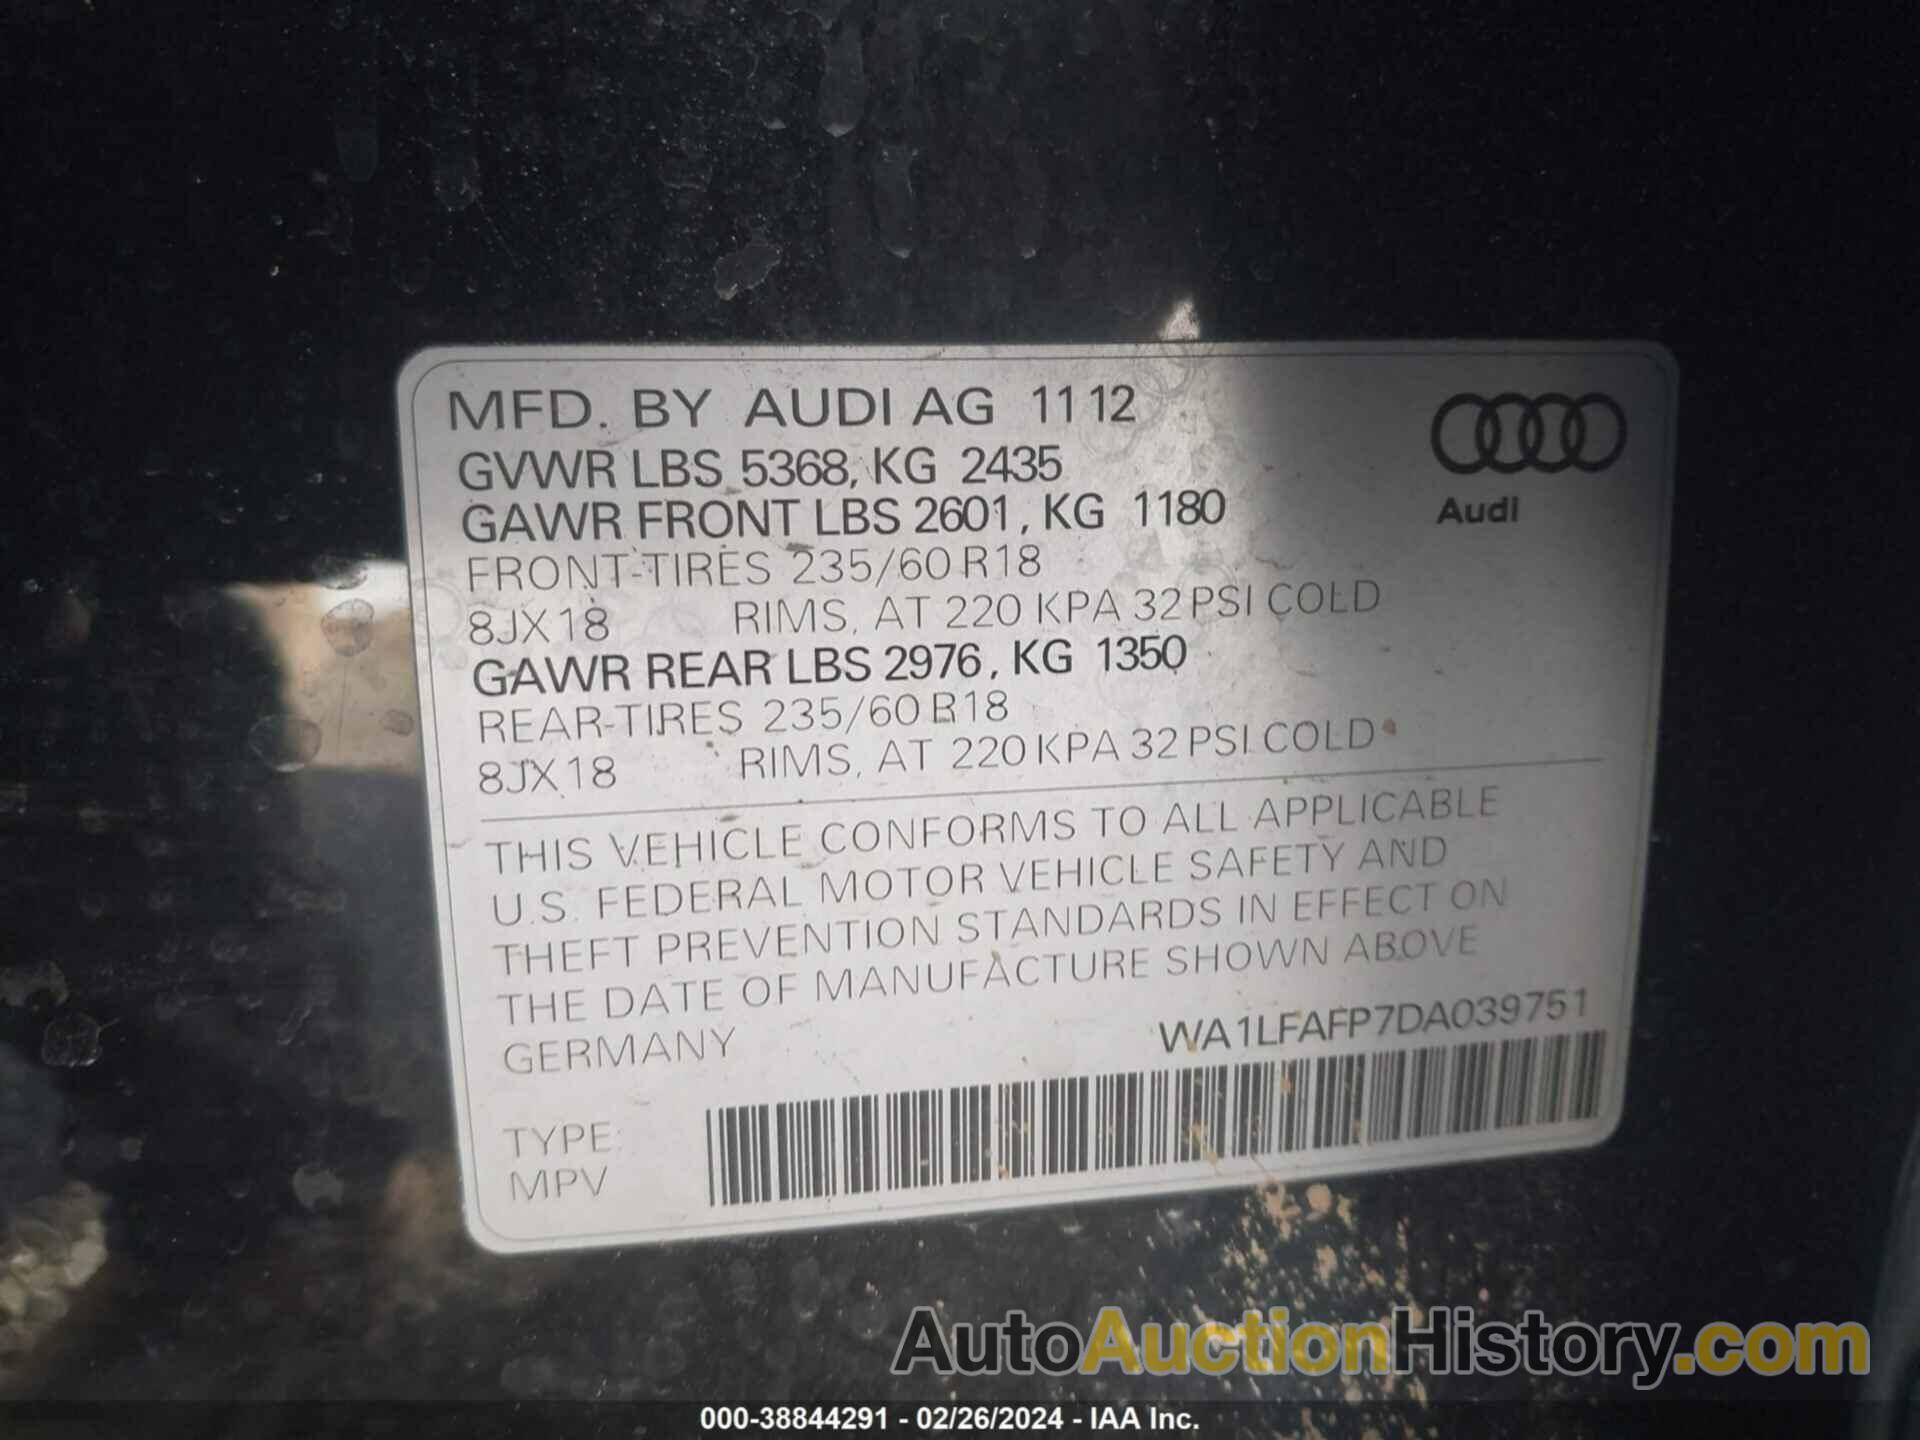 MFD. BY AUDI AG 11 12
GVWR LBS 5368, KG 2435
GAWR FRONT LBS 2601, KG 1180
FRONT-TIRES 235/60 R18
8JX18 RIMS, AT 220 KPA 32 PSI COLD
GAWR REAR LBS 2976, KG 1350
REAR-TIRES 235/60 R18
8JX18 RIMS, AT 220 KPA 32 PSI COLD
Audi
THIS VEHICLE CONFORMS TO ALL APPLICABLE
U.S. FEDERAL MOTOR VEHICLE SAFETY AND
THEFT PREVENTION STANDARDS IN EFFECT ON
THE DATE OF MANUFACTURE SHOWN ABOVE
GERMANY WA1LFAFP7DA039751
TYPE:
MPV
AutoAuctionHistory.com
000-38844291 - 02/26/2024 - IAA Inc.